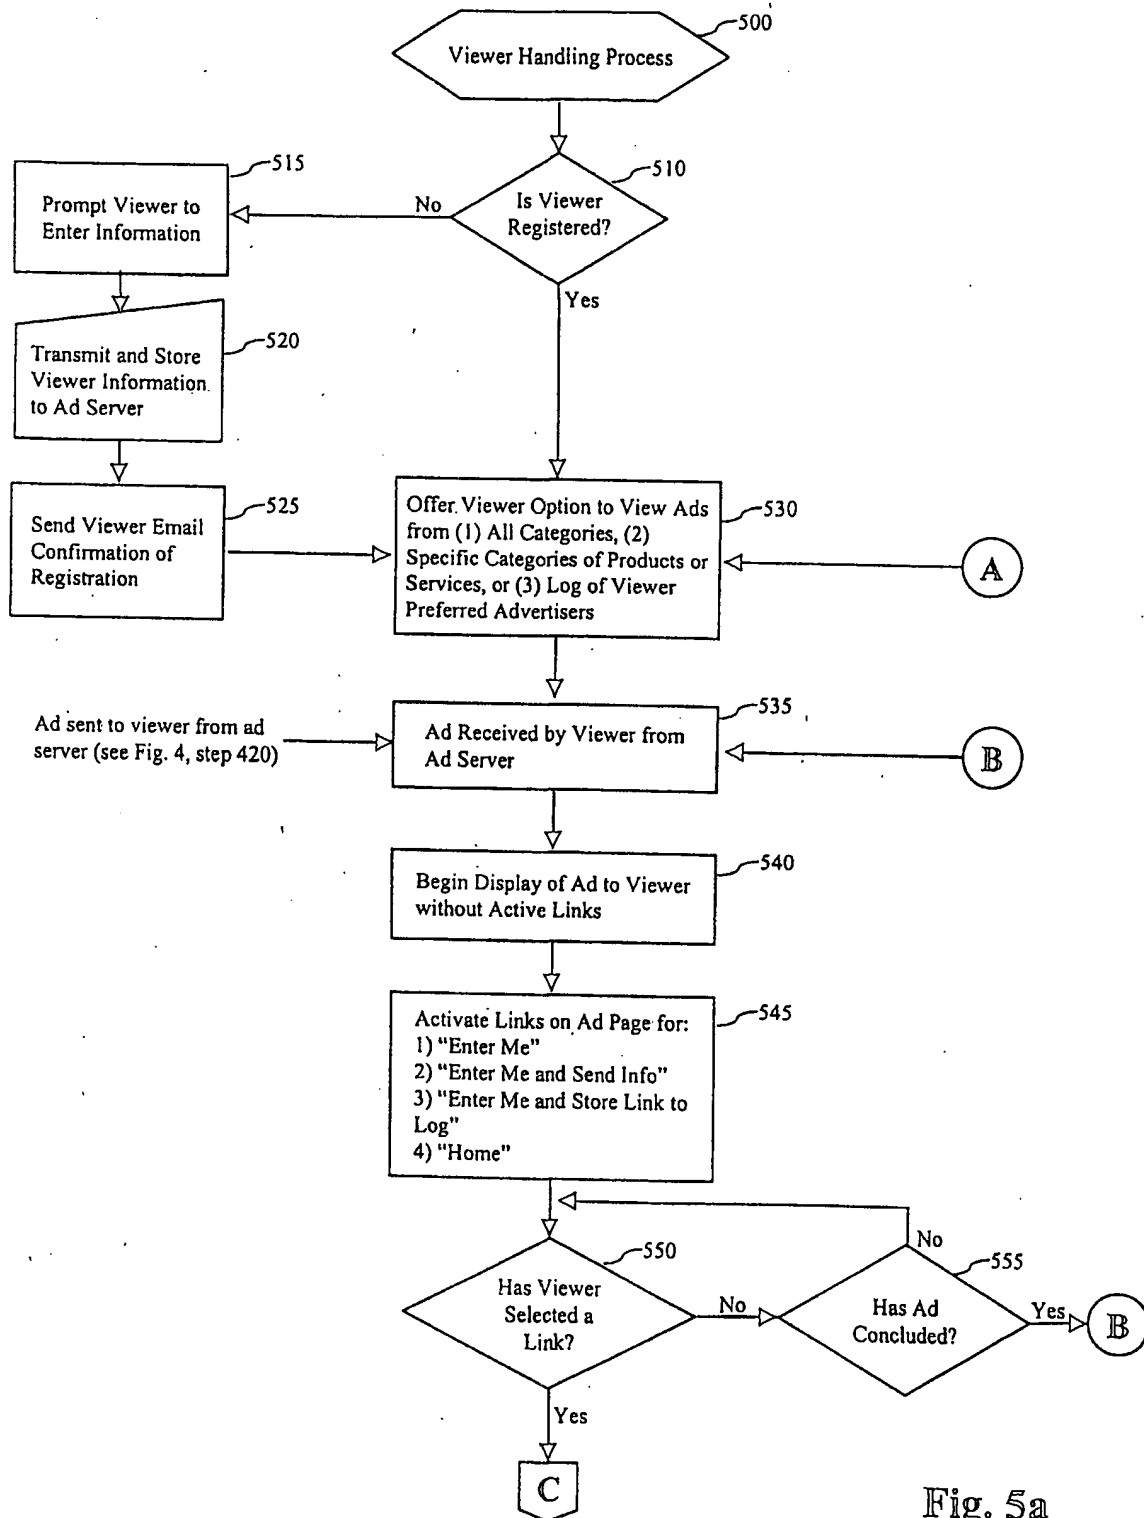 500
Viewer Handling Process
510
Is Viewer
Registered?
No
Yes
515
Prompt Viewer to
Enter Information
520
Transmit and Store
Viewer Information
to Ad Server
525
Send Viewer Email
Confirmation of
Registration
530
Offer Viewer Option to View Ads
from (1) All Categories, (2)
Specific Categories of Products or
Services, or (3) Log of Viewer
Preferred Advertisers
A
535
Ad sent to viewer from ad
server (see Fig. 4, step 420)
Ad Received by Viewer from
Ad Server
B
540
Begin Display of Ad to Viewer
without Active Links
545
Activate Links on Ad Page for:
1) "Enter Me"
2) "Enter Me and Send Info"
3) "Enter Me and Store Link to
Log"
4) "Home"
550
Has Viewer
Selected a
Link?
No
555
No
Has Ad
Concluded?
Yes
B
Yes
C
Fig. 5a